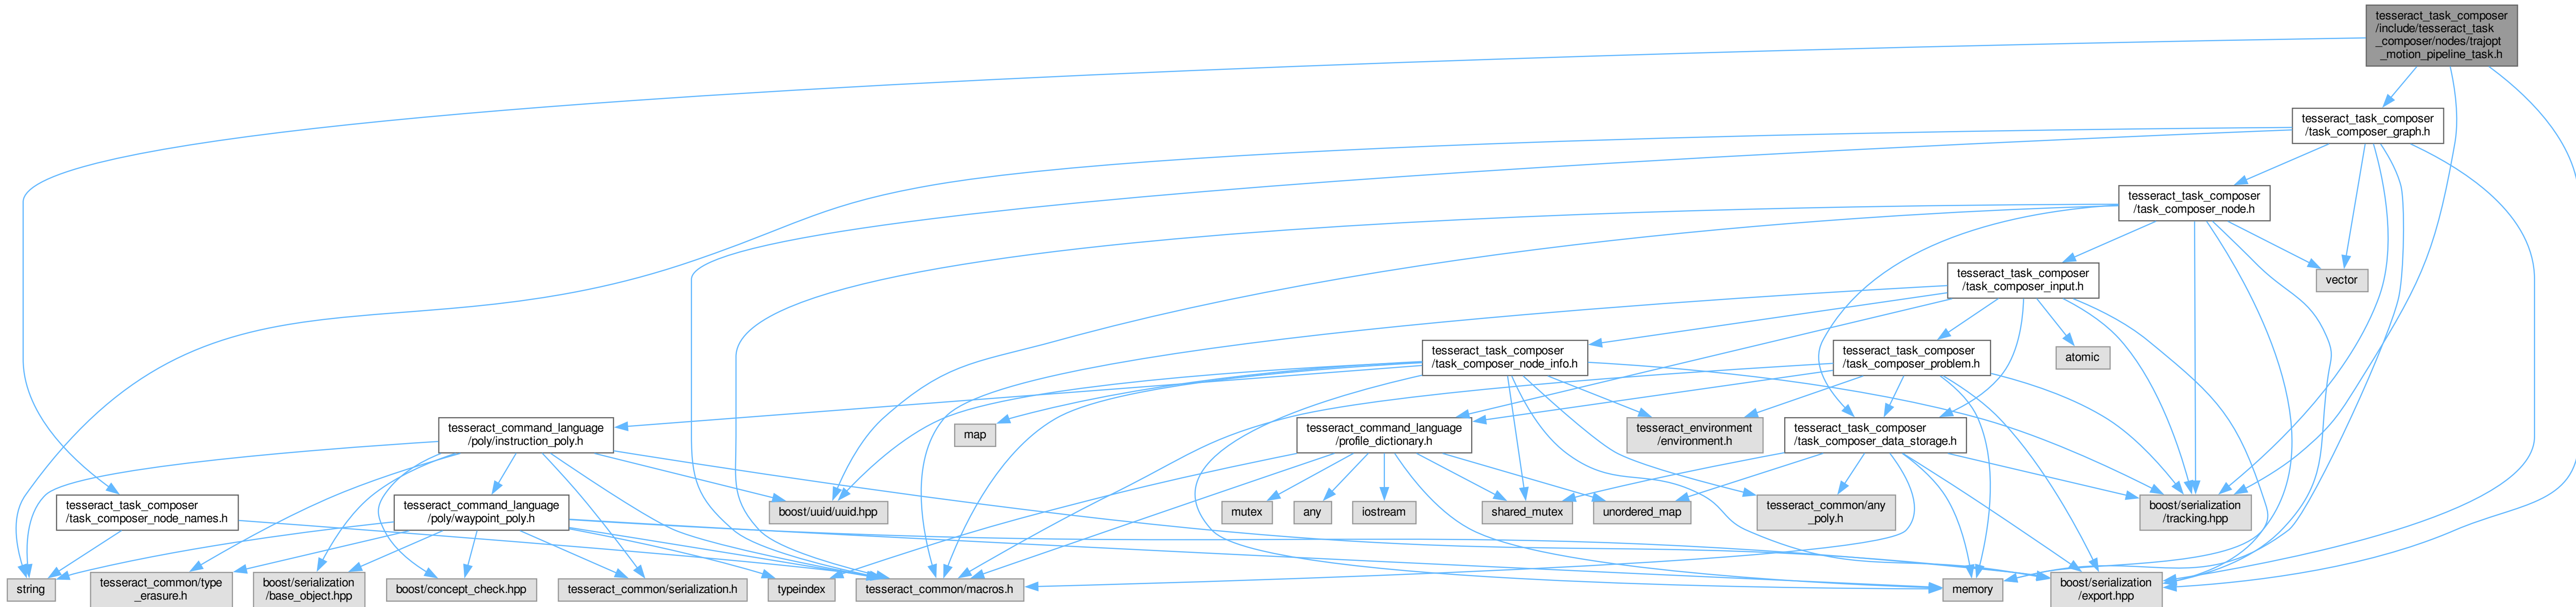 tesseract_task_composer
/include/tesseract_task
_composer/nodes/trajopt
_motion_pipeline_task.h
tesseract_task_composer
/task_composer_graph.h
tesseract_task_composer
/task_composer_node.h
tesseract_task_composer
/task_composer_input.h
vector
tesseract_task_composer
/task_composer_node_info.h
tesseract_task_composer
/task_composer_problem.h
atomic
tesseract_command_language
/poly/instruction_poly.h
map
tesseract_command_language
/profile_dictionary.h
tesseract_environment
/environment.h
tesseract_task_composer
/task_composer_data_storage.h
tesseract_task_composer
/task_composer_node_names.h
tesseract_command_language
/poly/waypoint_poly.h
boost/uuid/uuid.hpp
mutex
any
iostream
shared_mutex
unordered_map
tesseract_common/any
_poly.h
boost/serialization
/tracking.hpp
string
tesseract_common/type
_erasure.h
boost/serialization
/base_object.hpp
boost/concept_check.hpp
tesseract_common/serialization.h
typeindex
tesseract_common/macros.h
memory
boost/serialization
/export.hpp